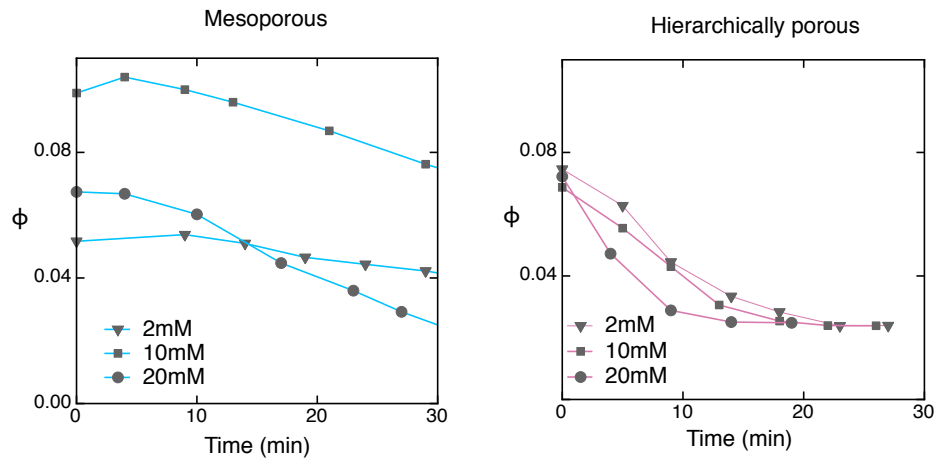 Mesoporous
ϕ
0.08
0.04
0.00
2mM
10mM
20mM
0 10 20 30
Time (min)
Hierarchically porous
ϕ
0.08
0.04
2mM
10mM
20mM
0 10 20 30
Time (min)